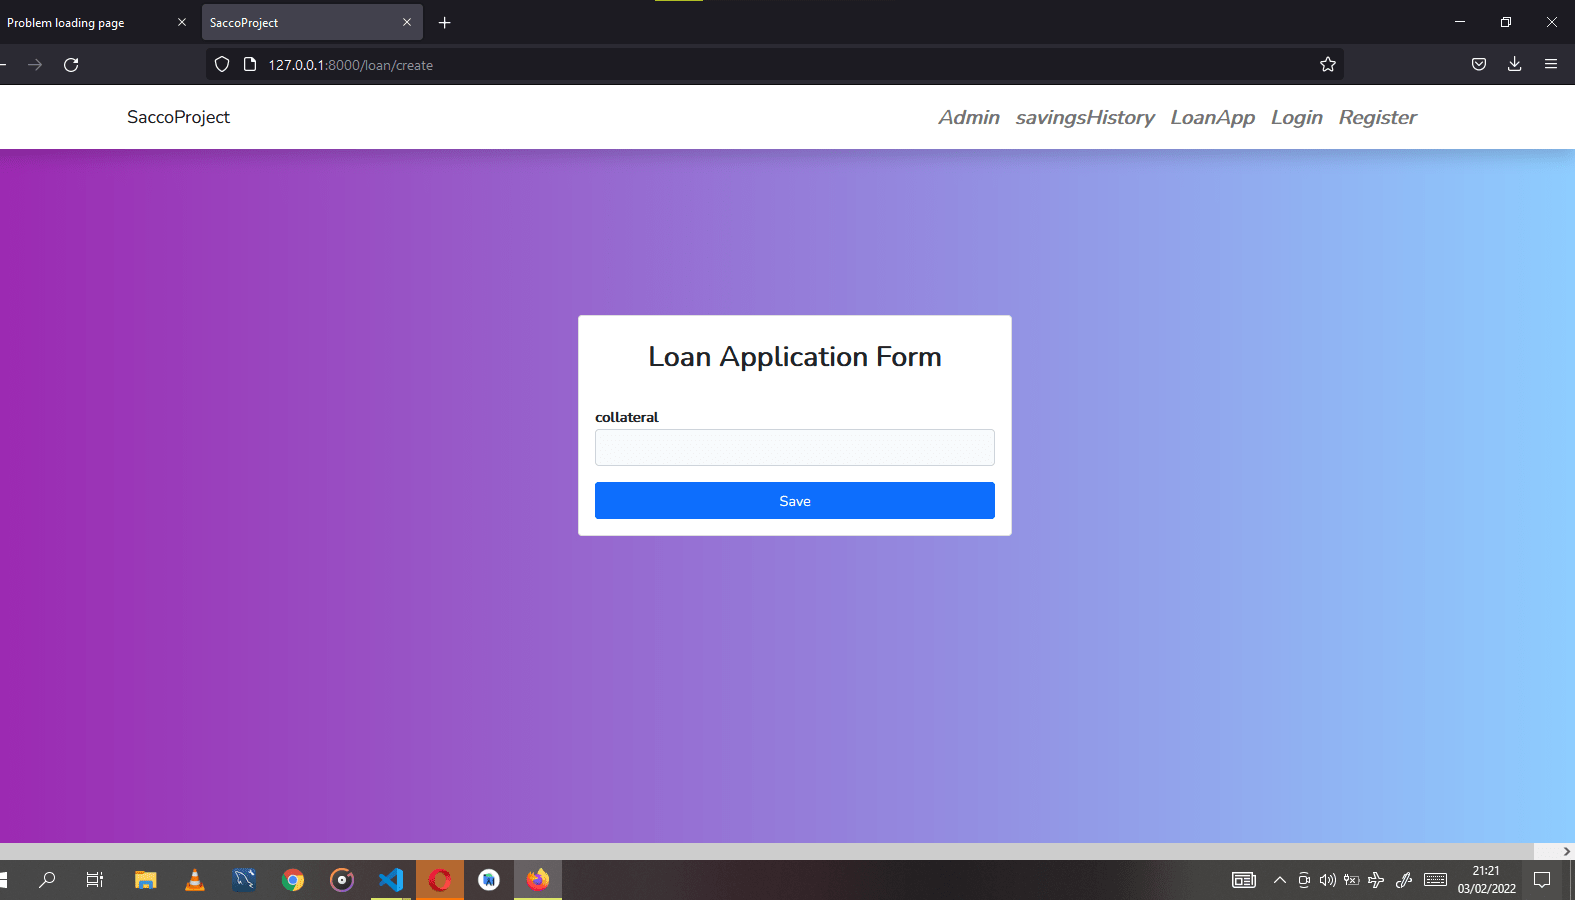 Problem loading page
SaccoProject
127.0.0.1:8000/loan/create
SaccoProject
Admin savingsHistory LoanApp Login Register
Loan Application Form
collateral
Save
21:21
03/02/2022